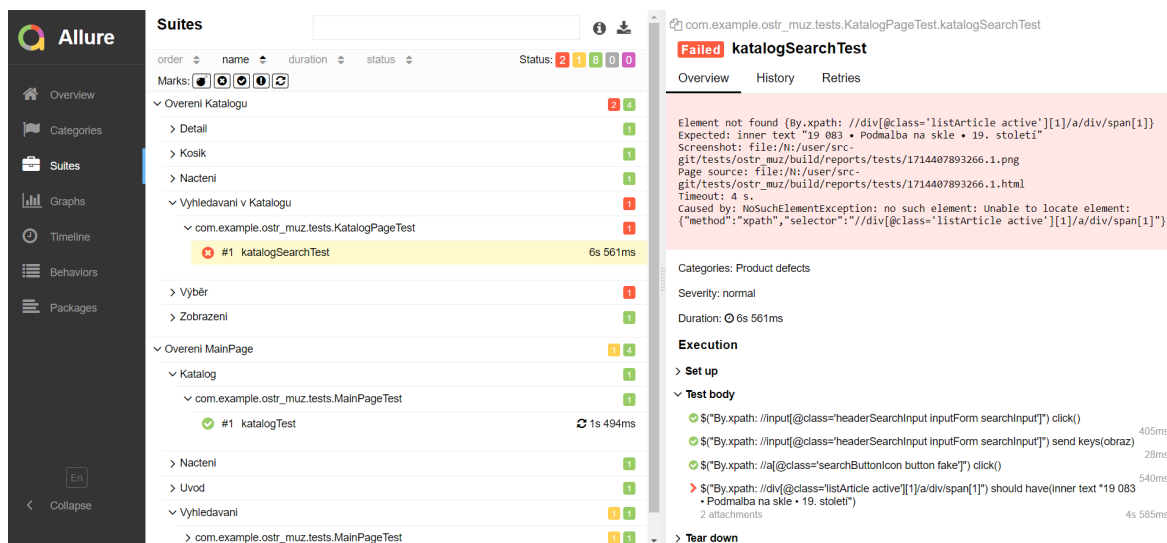 Allure
Overview
Categories
Suites
Graphs
Timeline
Behaviors
Packages
En
Collapse
Suites
order name duration status Status: 2 1 8 0 0
Marks:
Overeni Katalogu 2 4
Detail 1
Kosik 1
Nacteni 1
Vyhledavani v Katalogu 1
com.example.ostr_muz.tests.KatalogPageTest 1
#1 katalogSearchTest 6s 561ms
Výběr 1
Zobrazeni 1
Overeni MainPage 1 4
Katalog 1
com.example.ostr_muz.tests.MainPageTest 1
#1 katalogTest 1s 494ms
Nacteni 1
Uvod 1
Vyhledavani 1 1
com.example.ostr_muz.tests.MainPageTest 1 1
com.example.ostr_muz.tests.KatalogPageTest.katalogSearchTest
Failed katalogSearchTest
Overview History Retries
Element not found {By.xpath: //div[@class='listArticle active'][1]/a/div/span[1]}
Expected: inner text "19 083 • Podmalba na skle • 19. století"
Screenshot: file:/N:/user/src-
git/tests/ostr_muz/build/reports/tests/1714407893266.1.png
Page source: file:/N:/user/src-
git/tests/ostr_muz/build/reports/tests/1714407893266.1.html
Timeout: 4 s.
Caused by: NoSuchElementException: no such element: Unable to locate element:
{"method":"xpath","selector":"//div[@class='listArticle active'][1]/a/div/span[1]"}
Categories: Product defects
Severity: normal
Duration: 6s 561ms
Execution
Set up
Test body
$("By.xpath: //input[@class='headerSearchInput inputForm searchInput']") click()
405ms
$("By.xpath: //input[@class='headerSearchInput inputForm searchInput']") send keys(obraz)
28ms
$("By.xpath: //a[@class='searchButtonIcon button fake']") click()
540ms
$("By.xpath: //div[@class='listArticle active'][1]/a/div/span[1]") should have(inner text "19 083
• Podmalba na skle • 19. století")
2 attachments 4s 585ms
Tear down